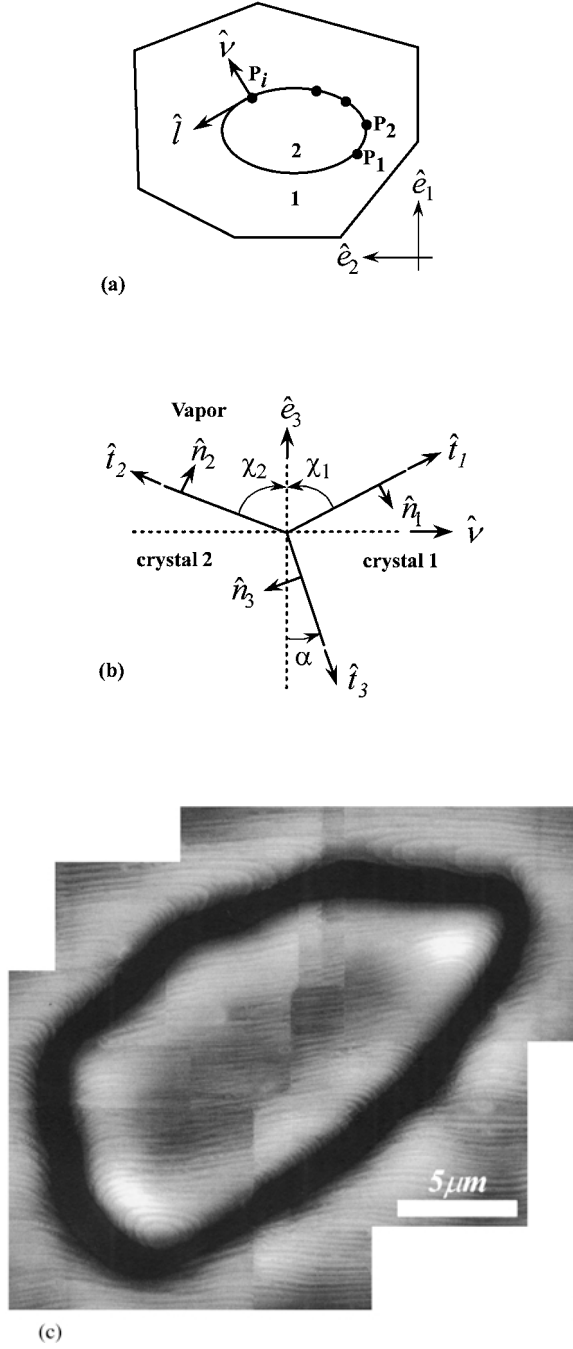 ν̂
P_i
l̂
P_2
2
P_1
1
ê_1
ê_2
(a)
Vapor
ê_3
t̂_2
n̂_2
χ_2
χ_1
t̂_1
n̂_1
ν̂
crystal 2
crystal 1
n̂_3
α
t̂_3
(b)
5μm
(c)